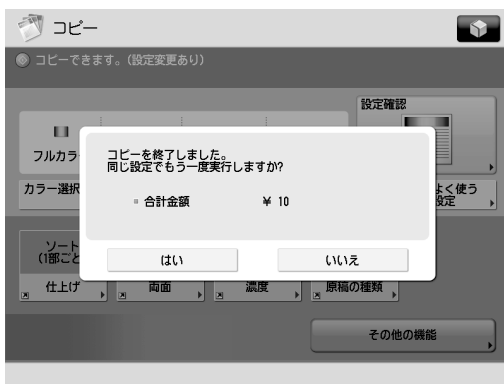 コピー
コピーできます。(設定変更あり)
設定確認
フルカラ
コピーを終了しました。
同じ設定でもう一度実行しますか?
合計金額 ¥ 10
カラー選択
よく使う
設定
はい
いいえ
ソート
(1部ごと
仕上げ
両面
濃度
原稿の種類
その他の機能